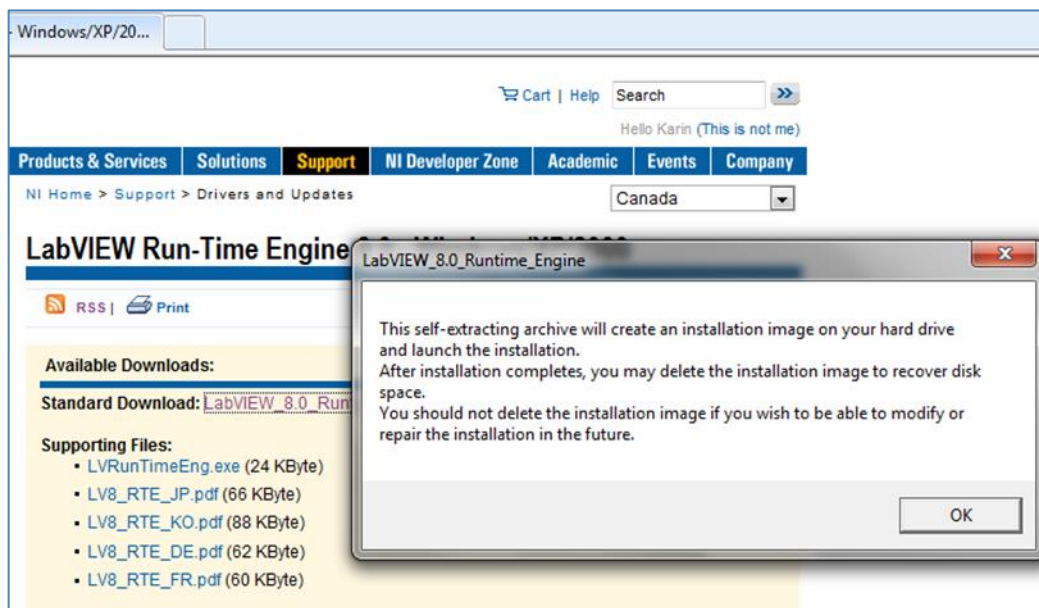 - Windows/XP/20...
Cart | Help Search
Hello Karin (This is not me)
Products & Services Solutions Support NI Developer Zone Academic Events Company
NI Home > Support > Drivers and Updates
Canada
LabVIEW Run-Time Engine
LabVIEW_8.0_Runtime_Engine
RSS | Print
This self-extracting archive will create an installation image on your hard drive
and launch the installation.
After installation completes, you may delete the installation image to recover disk
space.
You should not delete the installation image if you wish to be able to modify or
repair the installation in the future.
OK
Available Downloads:
Standard Download: LabVIEW_8.0_Runt
Supporting Files:
• LVRunTimeEng.exe (24 KByte)
• LV8_RTE_JP.pdf (66 KByte)
• LV8_RTE_KO.pdf (88 KByte)
• LV8_RTE_DE.pdf (62 KByte)
• LV8_RTE_FR.pdf (60 KByte)